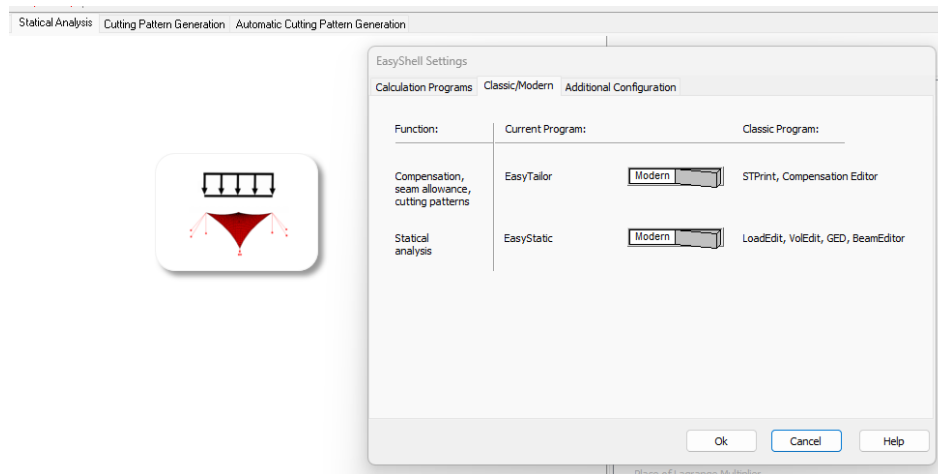 Statical Analysis Cutting Pattern Generation Automatic Cutting Pattern Generation
EasyShell Settings
Calculation Programs Classic/Modern Additional Configuration
Function: Current Program: Classic Program:
Compensation,
seam allowance,
cutting patterns
EasyTailor Modern STPrint, Compensation Editor
Statical
analysis
EasyStatic Modern LoadEdit, VolEdit, GED, BeamEditor
Ok Cancel Help